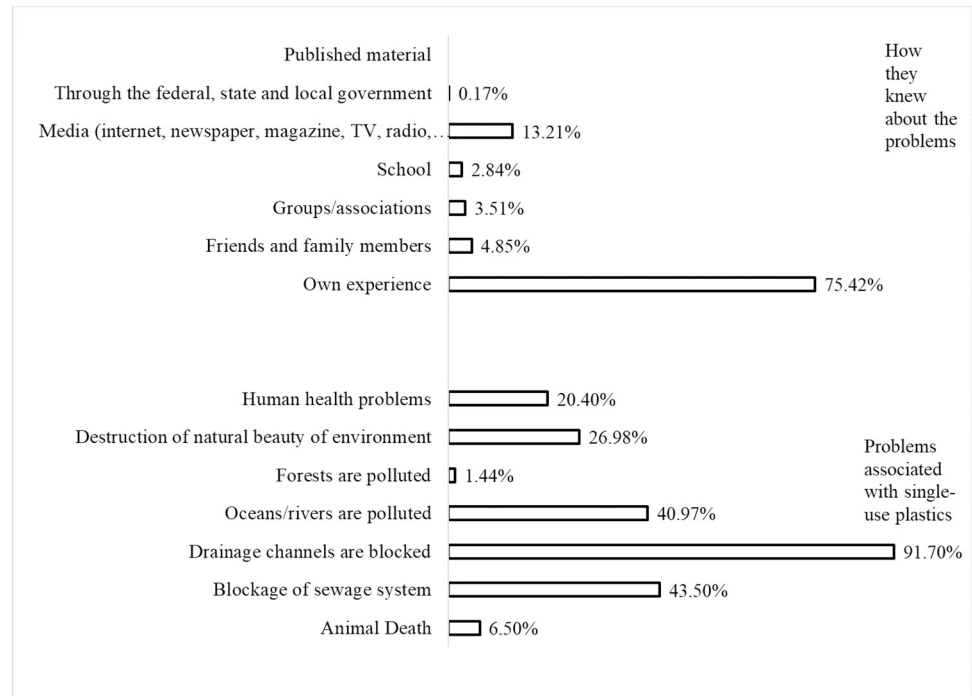 Published material
How
they
knew
about the
problems
Through the federal, state and local government 0.17%
Media (internet, newspaper, magazine, TV, radio,… 13.21%
School 2.84%
Groups/associations 3.51%
Friends and family members 4.85%
Own experience 75.42%
Human health problems 20.40%
Destruction of natural beauty of environment 26.98%
Problems
associated
with single-
use plastics
Forests are polluted 1.44%
Oceans/rivers are polluted 40.97%
Drainage channels are blocked 91.70%
Blockage of sewage system 43.50%
Animal Death 6.50%